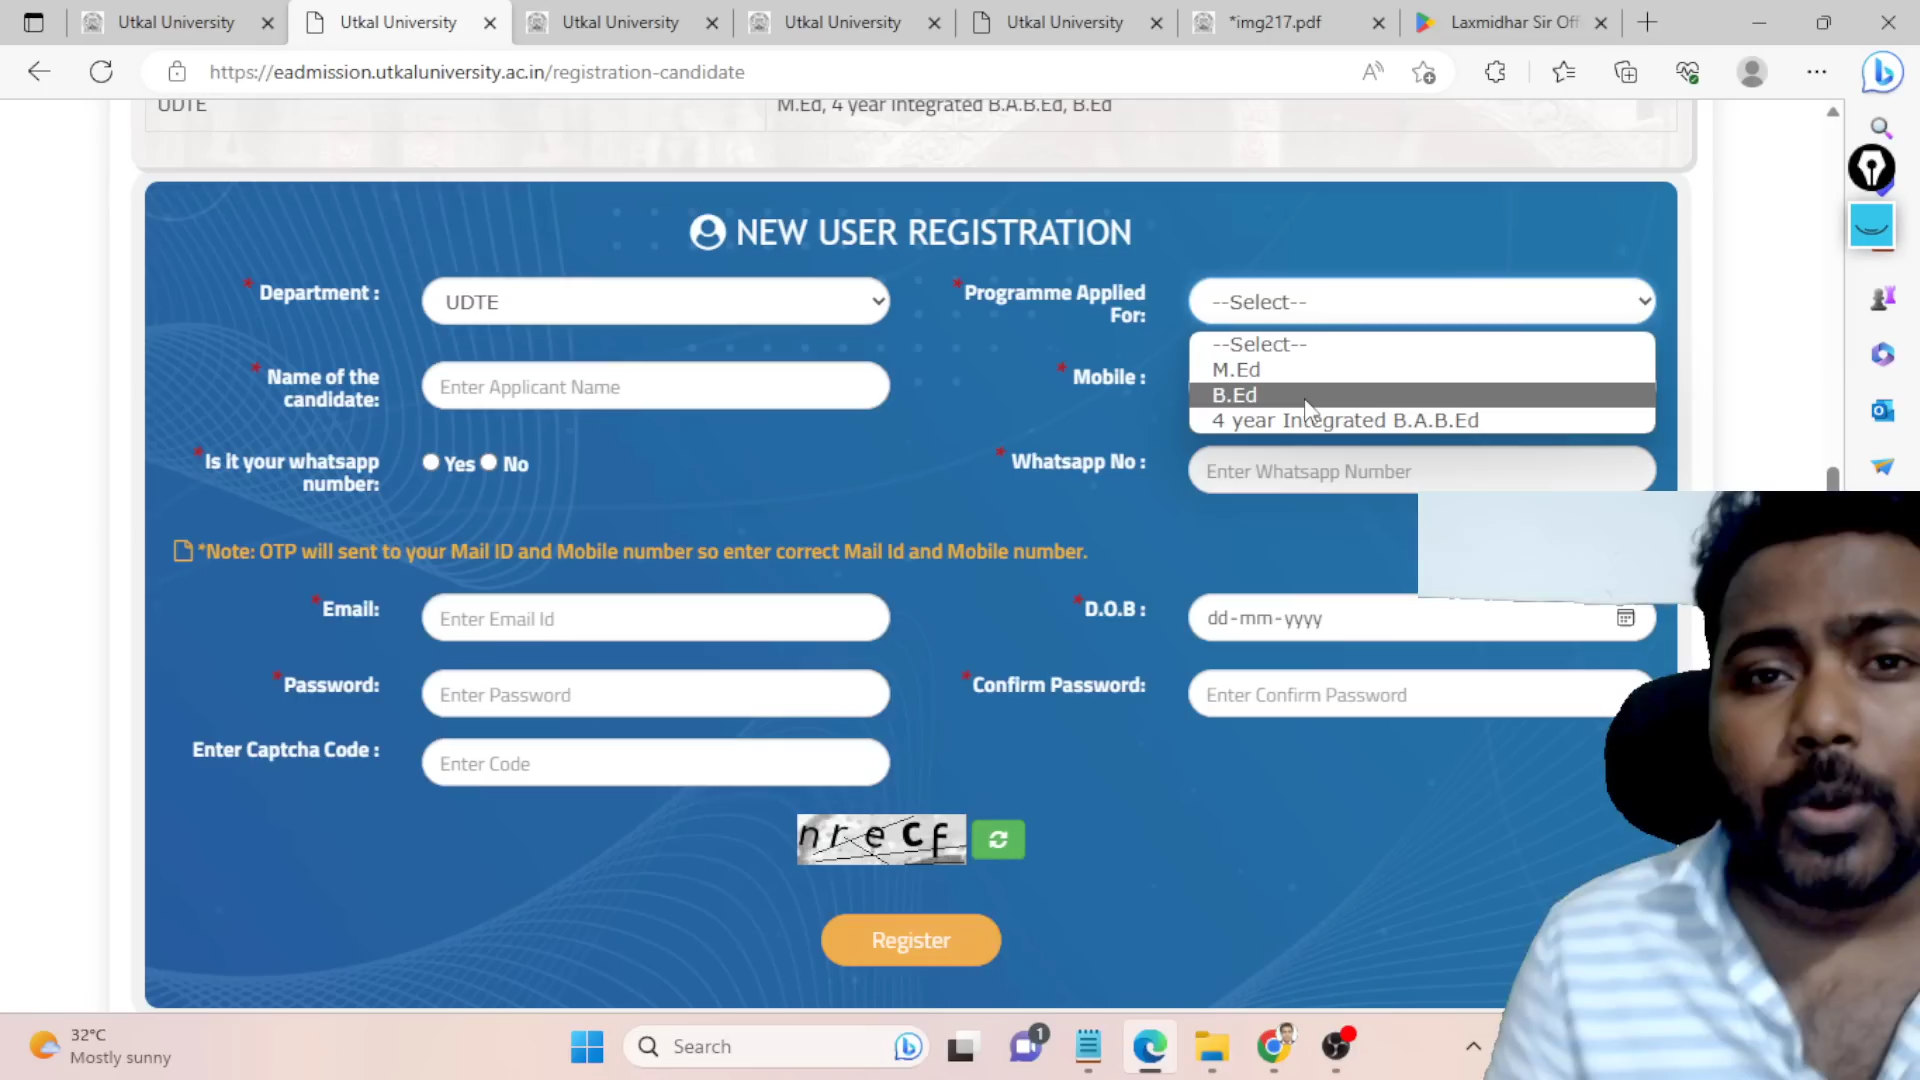 Utkal University
Utkal University
Utkal University
Utkal University
Utkal University
*img217.pdf
Laxmidhar Sir Off
https://eadmission.utkaluniversity.ac.in/registration-candidate
UDTE
M.Ed, 4 year Integrated B.A.B.Ed, B.Ed
NEW USER REGISTRATION
* Department :
UDTE
* Programme Applied
For:
--Select--
--Select--
M.Ed
B.Ed
4 year Integrated B.A.B.Ed
* Name of the
candidate:
Enter Applicant Name
* Mobile :
* Is it your whatsapp
number:
Yes No
* Whatsapp No :
Enter Whatsapp Number
*Note: OTP will sent to your Mail ID and Mobile number so enter correct Mail Id and Mobile number.
* Email:
Enter Email Id
* D.O.B :
dd-mm-yyyy
* Password:
Enter Password
* Confirm Password:
Enter Confirm Password
Enter Captcha Code :
Enter Code
nrecf
Register
32°C
Mostly sunny
Search
1